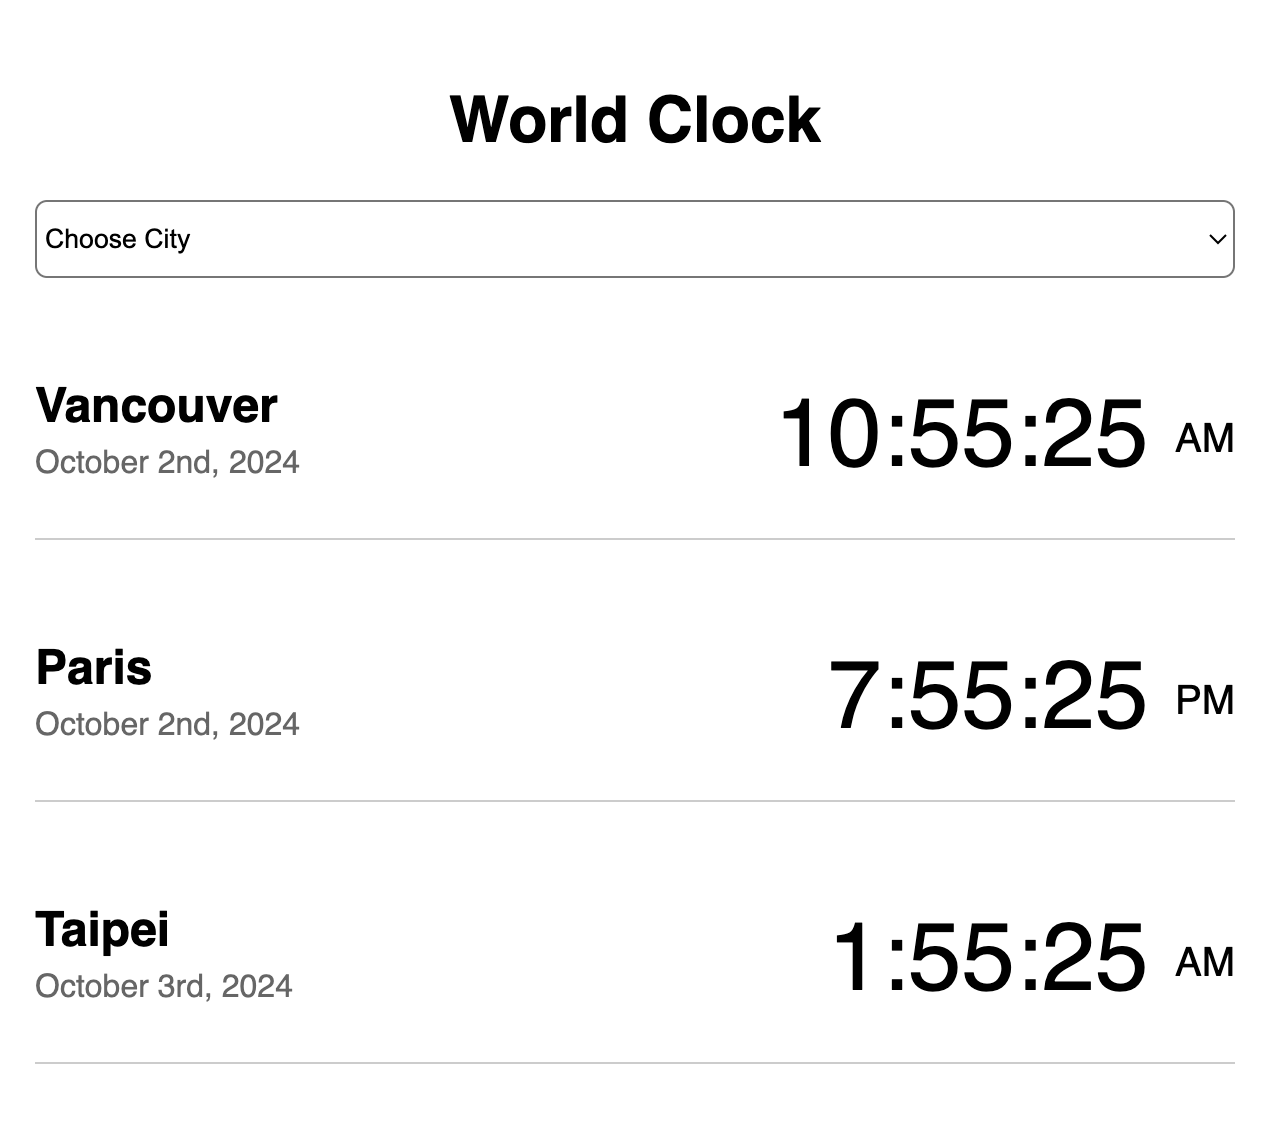 World Clock
Choose City
Vancouver
10:55:25 AM
October 2nd, 2024
Paris
7:55:25 PM
October 2nd, 2024
Taipei
1:55:25 AM
October 3rd, 2024